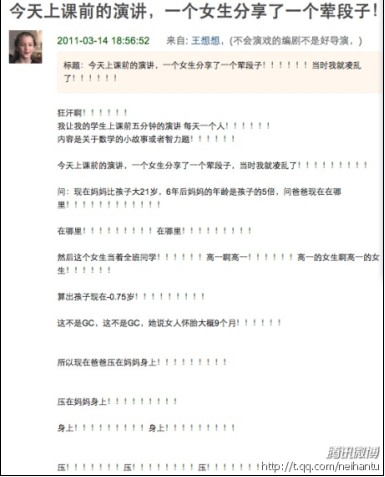 今天上课前的演讲，一个女生分享了一个荤段子！
2011-03-14 18:56:52 来自: 王想想,（不会演戏的编剧不是好导演，）
标题：今天上课前的演讲，一个女生分享了一个荤段子！！！！！！当时我就凌乱
了！！！！！！
狂汗啊！！！！！！
我让我的学生上课前五分钟的演讲 每天一个人！！！！！！
内容是关于数学的小故事或者智力题！！！！！！
今天上课前的演讲，一个女生分享了一个荤段子，当时我就凌乱了！！！！！！！！！
问：现在妈妈比孩子大21岁，6年后妈妈的年龄是孩子的5倍，问爸爸现在在哪
里！！！！！！！！！！！！！
在哪里！！！！！！！！！在哪里！！！！！！！！！
然后这个女生当着全班同学！！！！！！高一啊高一！！！！！！高一的女生啊高一的女
生！！！！！！
算出孩子现在-0.75岁！！！！！！！！！
这不是GC，这不是GC，她说女人怀胎大概9个月！！！！！！
所以现在爸爸压在妈妈身上！！！！！！！！！
压在妈妈身上！！！！！！！！！
身上！！！！！！！！！身上！！！！！！！！！
压！！！！！！压！！！！！！压！！！！！！
腾讯微博
http://t.qq.com/neihantu